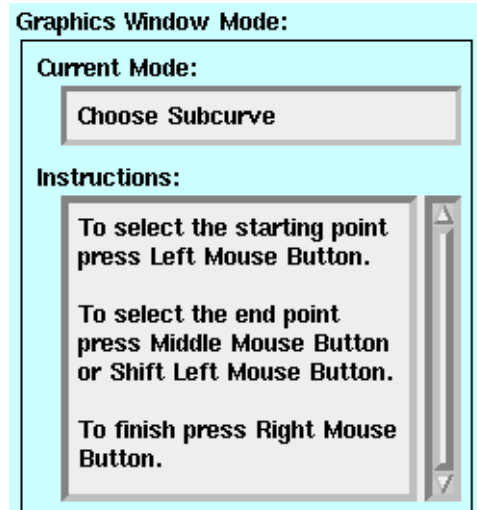 Graphics Window Mode:
Current Mode:
Choose Subcurve
Instructions:
To select the starting point
press Left Mouse Button.
To select the end point
press Middle Mouse Button
or Shift Left Mouse Button.
To finish press Right Mouse
Button.